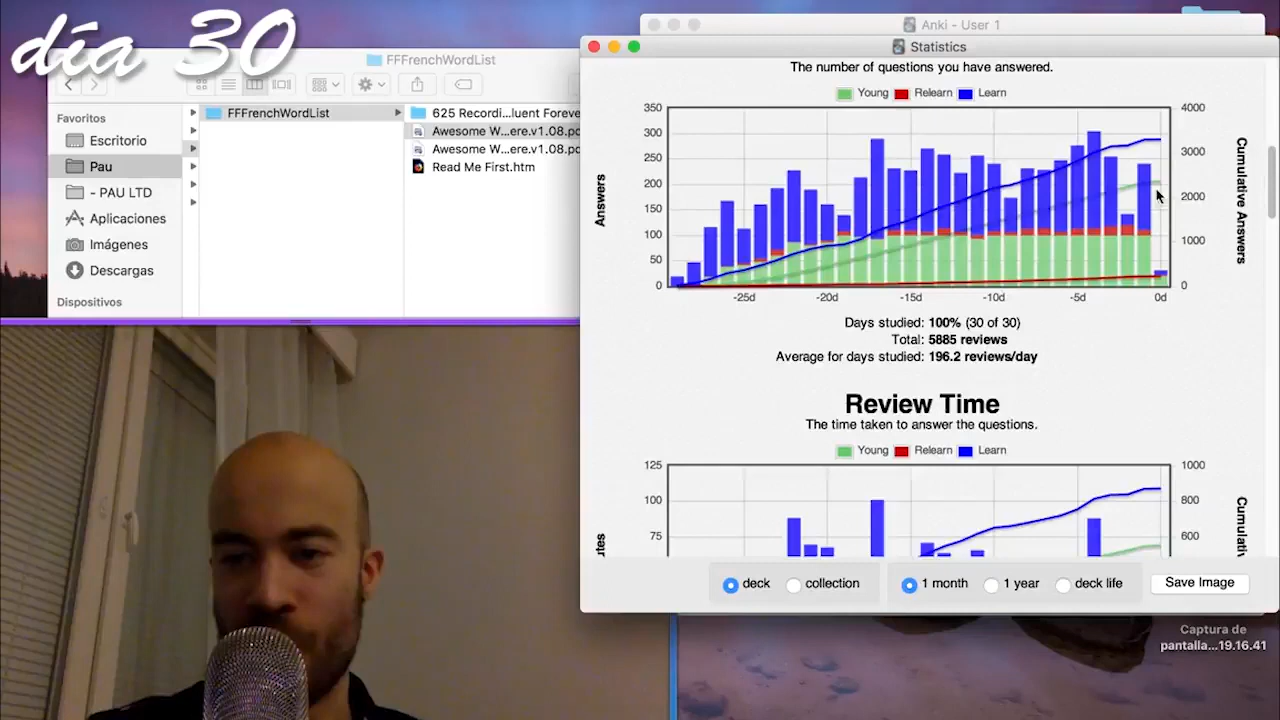 día 30
FFFrenchWordList
Favoritos
Escritorio
Pau
- PAU LTD
Aplicaciones
Imágenes
Descargas
Dispositivos
FFFrenchWordList
625 Recordi...luent Foreve
Awesome W...ere.v1.08.pd
Awesome W...ere.v1.08.pd
Read Me First.htm
Anki - User 1
Statistics
The number of questions you have answered.
Young Relearn Learn
350
300
250
200
150
100
50
0
Answers
4000
3000
2000
1000
0
Cumulative Answers
-25d -20d -15d -10d -5d 0d
Days studied: 100% (30 of 30)
Total: 5885 reviews
Average for days studied: 196.2 reviews/day
Review Time
The time taken to answer the questions.
Young Relearn Learn
125
100
75
utes
1000
800
600
Cumulativ
deck collection 1 month 1 year deck life Save Image
Captura de
pantalla...19.16.41